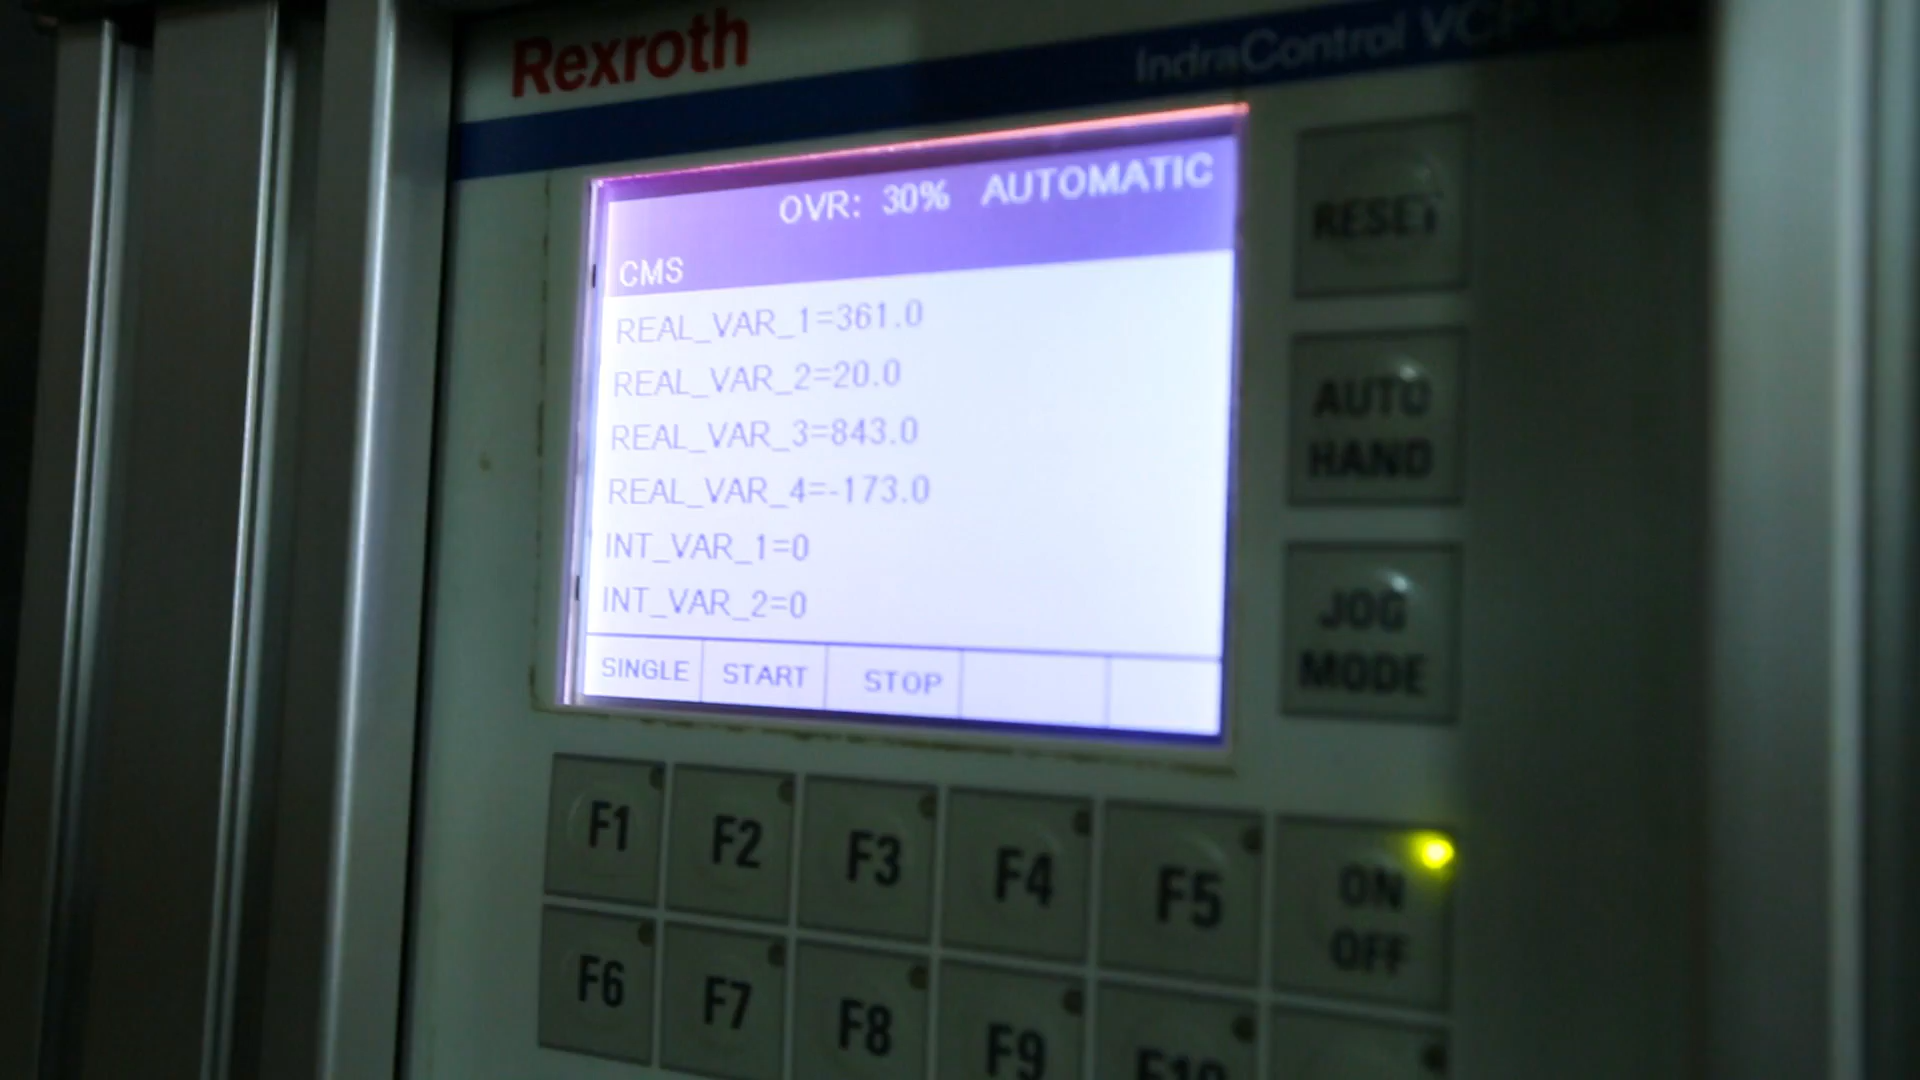 Rexroth
IndraControl VCP
OVR: 30% AUTOMATIC
CMS
REAL_VAR_1=361.0
REAL_VAR_2=20.0
REAL_VAR_3=843.0
REAL_VAR_4=-173.0
INT_VAR_1=0
INT_VAR_2=0
SINGLE START STOP
RESET
AUTO
HAND
JOG
MODE
F1 F2 F3 F4 F5
ON
OFF
F6 F7 F8 F9 F10